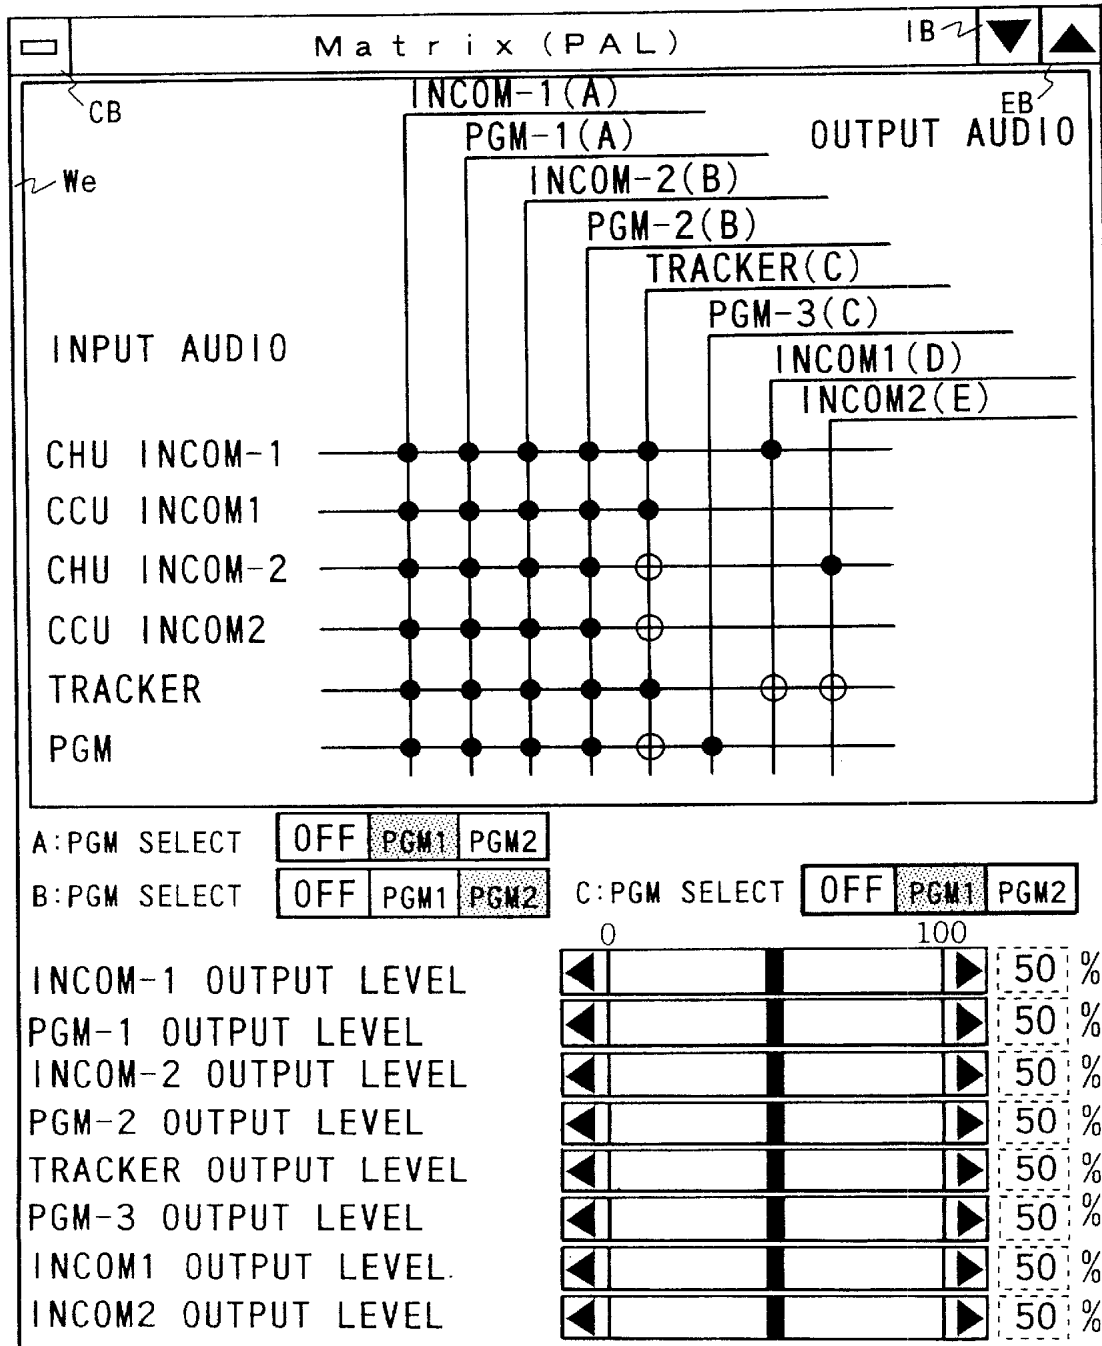 Matrix (PAL)
IB
CB
EB
We
INCOM-1(A)
OUTPUT AUDIO
PGM-1(A)
INCOM-2(B)
PGM-2(B)
TRACKER(C)
PGM-3(C)
INPUT AUDIO
INCOM1(D)
INCOM2(E)
CHU INCOM-1
CCU INCOM1
CHU INCOM-2
CCU INCOM2
TRACKER
PGM
A:PGM SELECT OFF PGM1 PGM2
B:PGM SELECT OFF PGM1 PGM2 C:PGM SELECT OFF PGM1 PGM2
0 100
INCOM-1 OUTPUT LEVEL 50 %
PGM-1 OUTPUT LEVEL 50 %
INCOM-2 OUTPUT LEVEL 50 %
PGM-2 OUTPUT LEVEL 50 %
TRACKER OUTPUT LEVEL 50 %
PGM-3 OUTPUT LEVEL 50 %
INCOM1 OUTPUT LEVEL 50 %
INCOM2 OUTPUT LEVEL 50 %